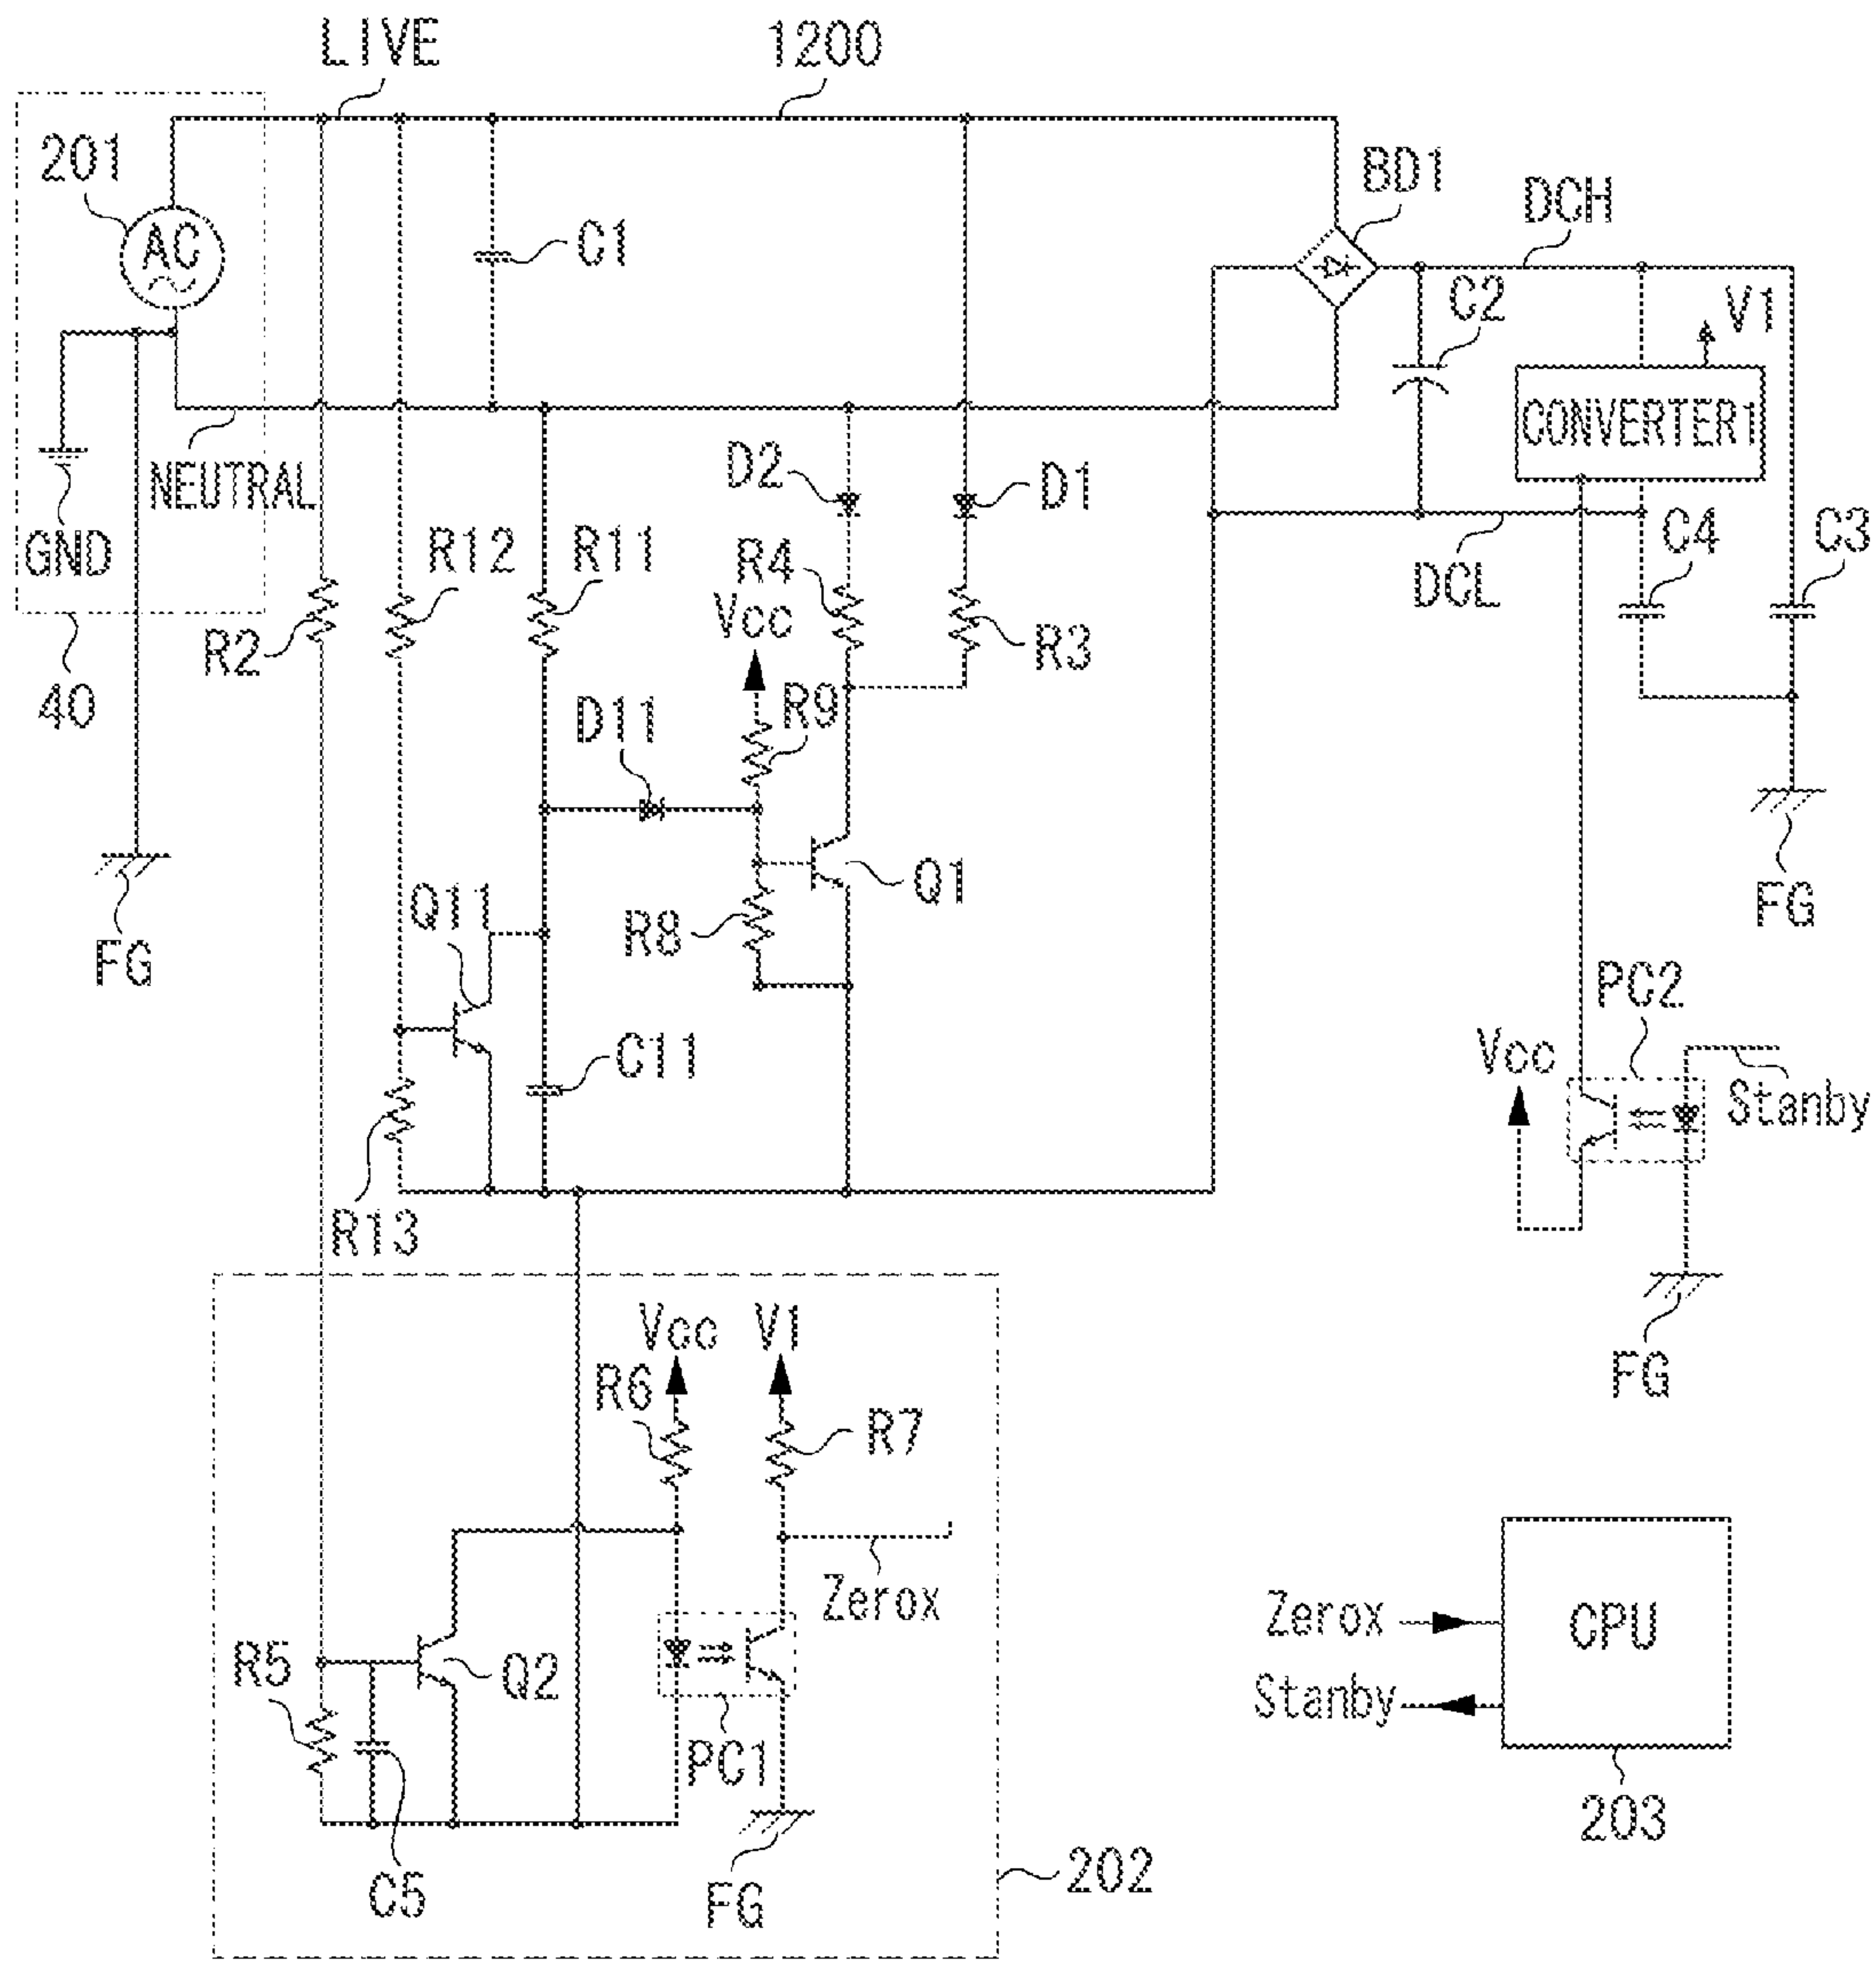 LIVE
1200
201
AC
C1
BD1
DCH
C2
V1
CONVERTER1
NEUTRAL
GND
D2
D1
R12
R11
R4
Vcc
R3
DCL
C4
C3
R2
40
D11
R9
Q1
FG
FG
Q11
R8
PC2
Vcc
Stanby
C11
R13
FG
Vcc
V1
R6
R7
Zerox
R5
Q2
PC1
C5
FG
202
Zerox
CPU
Stanby
203